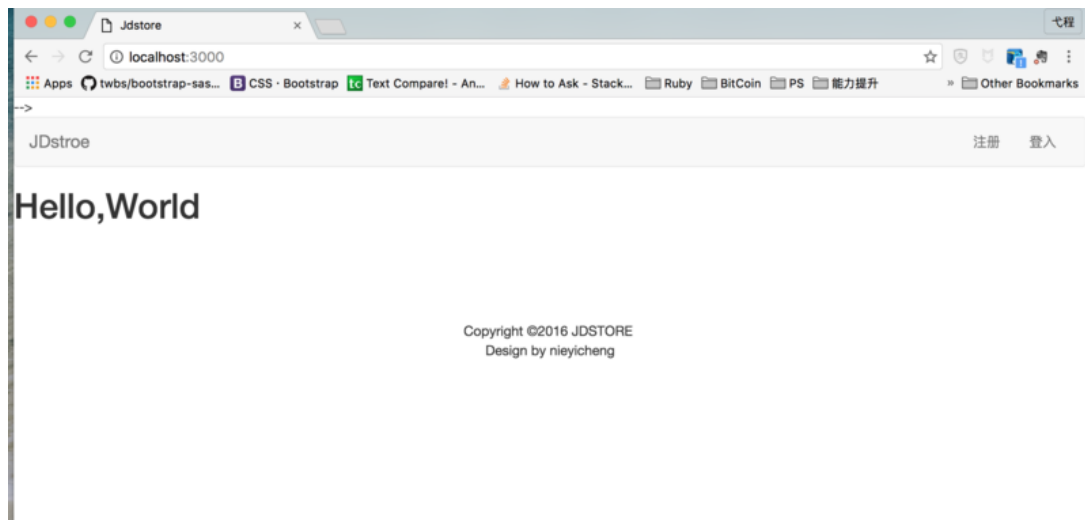 Jdstore
弋程
localhost:3000
Apps twbs/bootstrap-sas... CSS · Bootstrap Text Compare! - An... How to Ask - Stack... Ruby BitCoin PS 能力提升 » Other Bookmarks
-->
JDstroe 注册 登入
Hello,World
Copyright ©2016 JDSTORE
Design by nieyicheng